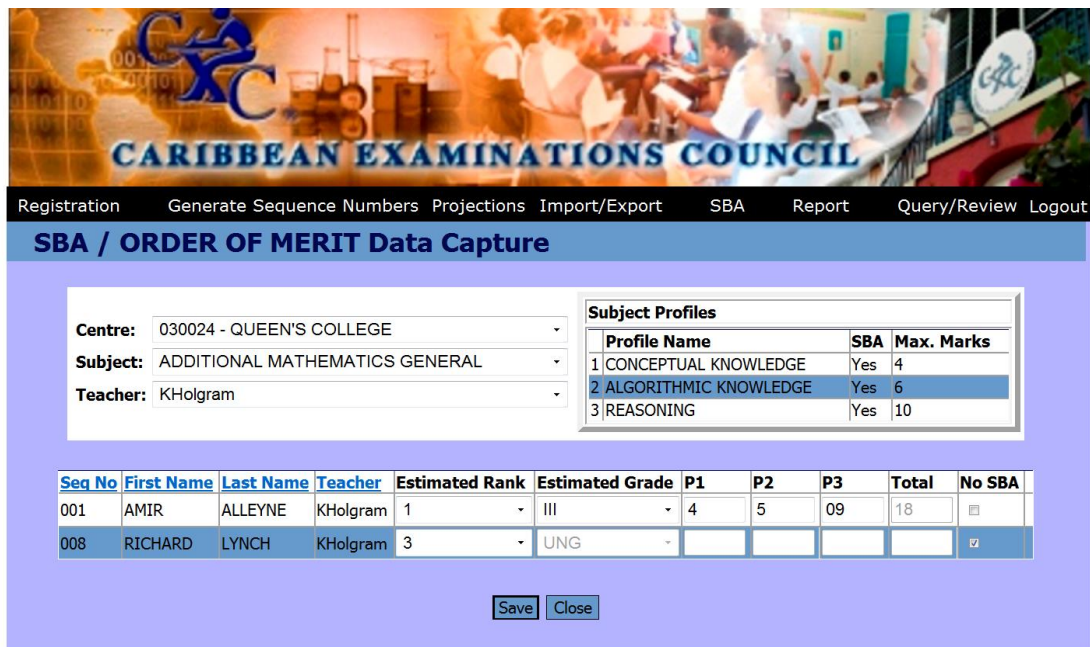 CXC
CXC
CARIBBEAN EXAMINATIONS COUNCIL
Registration Generate Sequence Numbers Projections Import/Export SBA Report Query/Review Logout
SBA / ORDER OF MERIT Data Capture
Centre: 030024 - QUEEN'S COLLEGE
Subject: ADDITIONAL MATHEMATICS GENERAL
Teacher: KHolgram
Subject Profiles
Profile Name SBA Max. Marks
1 CONCEPTUAL KNOWLEDGE Yes 4
2 ALGORITHMIC KNOWLEDGE Yes 6
3 REASONING Yes 10
Seq No First Name Last Name Teacher Estimated Rank Estimated Grade P1 P2 P3 Total No SBA
001 AMIR ALLEYNE KHolgram 1 III 4 5 09 18
008 RICHARD LYNCH KHolgram 3 UNG
Save Close